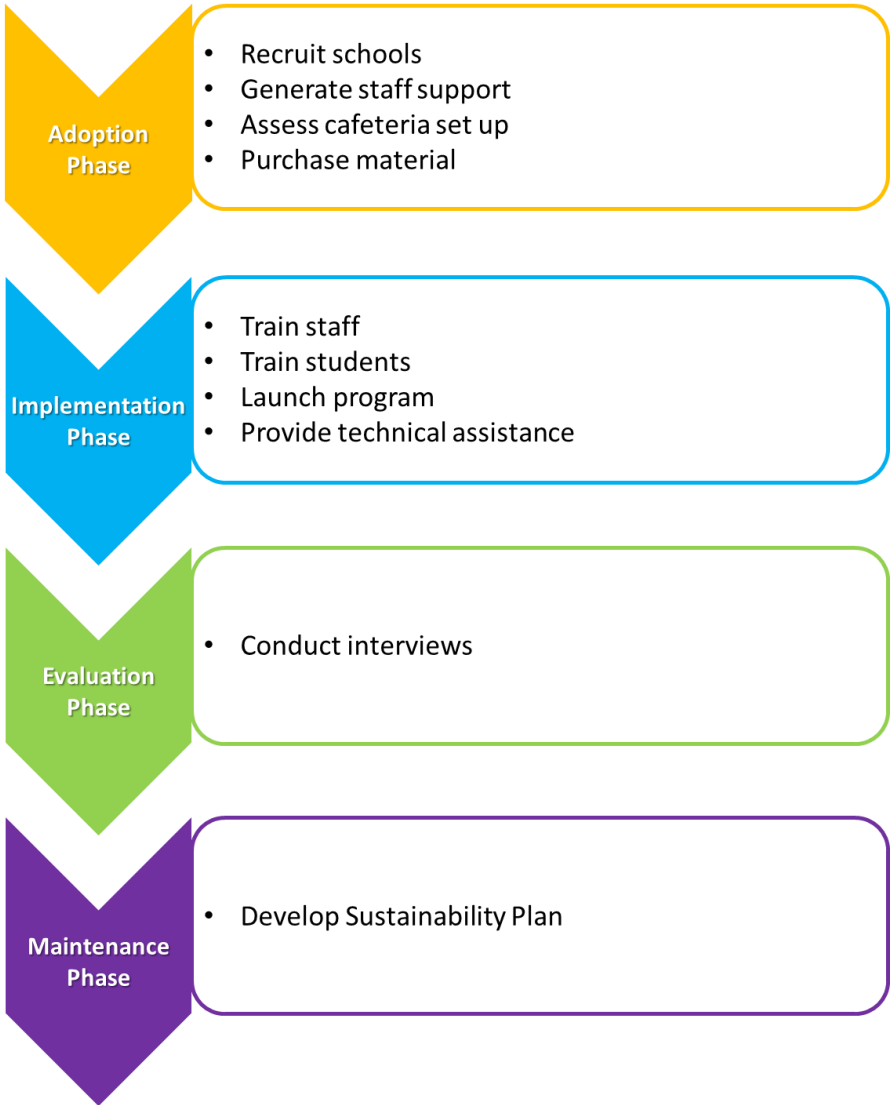 Adoption
Phase
• Recruit schools
• Generate staff support
• Assess cafeteria set up
• Purchase material
Implementation
Phase
• Train staff
• Train students
• Launch program
• Provide technical assistance
Evaluation
Phase
• Conduct interviews
Maintenance
Phase
• Develop Sustainability Plan